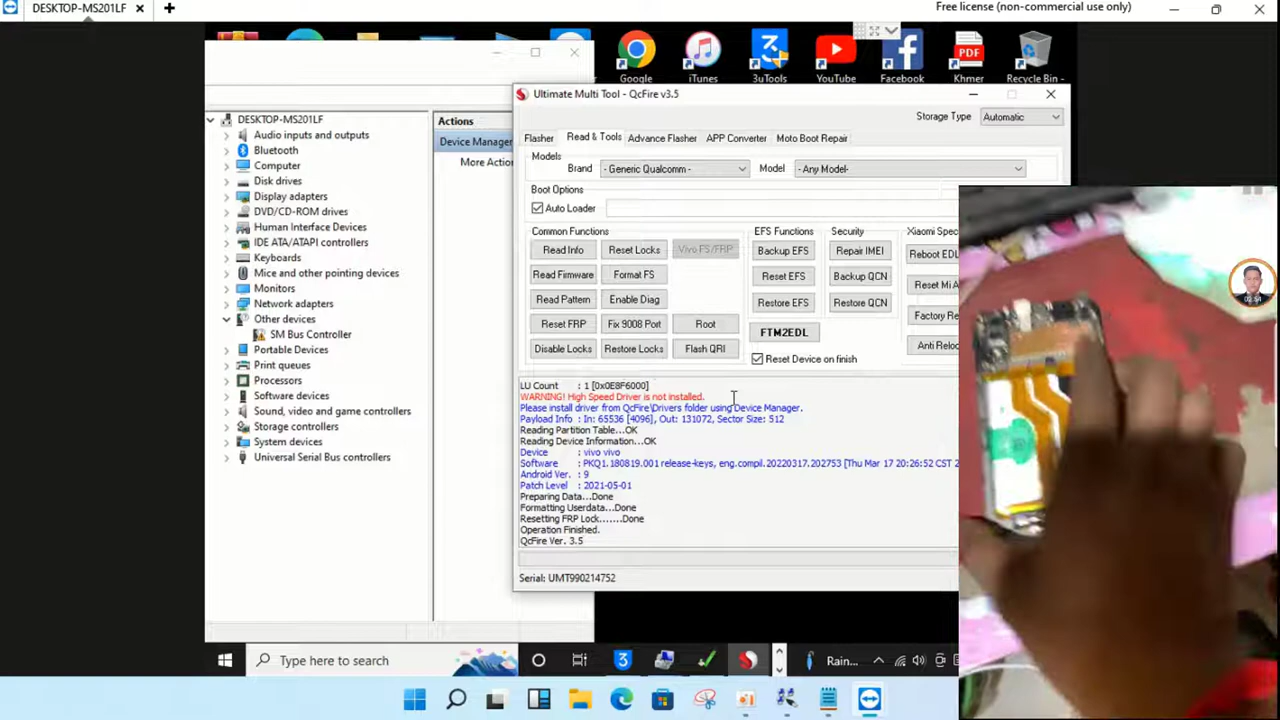 DESKTOP-MS201LF
Free license (non-commercial use only)
Google
iTunes
3uTools
YouTube
Facebook
Khmer
Recycle Bin -
PDF
Actions
Device Manager
More Actio
DESKTOP-MS201LF
Audio inputs and outputs
Bluetooth
Computer
Disk drives
Display adapters
DVD/CD-ROM drives
Human Interface Devices
IDE ATA/ATAPI controllers
Keyboards
Mice and other pointing devices
Monitors
Network adapters
Other devices
SM Bus Controller
Portable Devices
Print queues
Processors
Software devices
Sound, video and game controllers
Storage controllers
System devices
Universal Serial Bus controllers
Ultimate Multi Tool - QcFire v3.5
Storage Type Automatic
Flasher Read & Tools Advance Flasher APP Converter Moto Boot Repair
Models
Brand - Generic Qualcomm - Model - Any Model-
Boot Options
Auto Loader
Common Functions EFS Functions Security Xiaomi Spec
Read Info Reset Locks Vivo FS/FRP Backup EFS Repair IMEI Reboot EDL
Read Firmware Format FS Reset EFS Backup QCN Reset Mi A
Read Pattern Enable Diag Restore EFS Restore QCN Factory Re
Reset FRP Fix 9008 Port Root FTM2EDL
Disable Locks Restore Locks Flash QRI Reset Device on finish Anti Reloc
LU Count : 1 [0x0E8F6000]
WARNING! High Speed Driver is not installed.
Please install driver from QcFire\Drivers folder using Device Manager.
Payload Info : In: 65536 [4096], Out: 131072, Sector Size: 512
Reading Partition Table...OK
Reading Device Information...OK
Device : vivo vivo
Software : PKQ1.180819.001 release-keys, eng.compil.20220317.202753 [Thu Mar 17 20:26:52 CST 2
Android Ver. : 9
Patch Level : 2021-05-01
Preparing Data...Done
Formatting Userdata...Done
Resetting FRP Lock......Done
Operation Finished.
QcFire Ver. 3.5
Serial: UMT990214752
02:54
Type here to search
Rain...